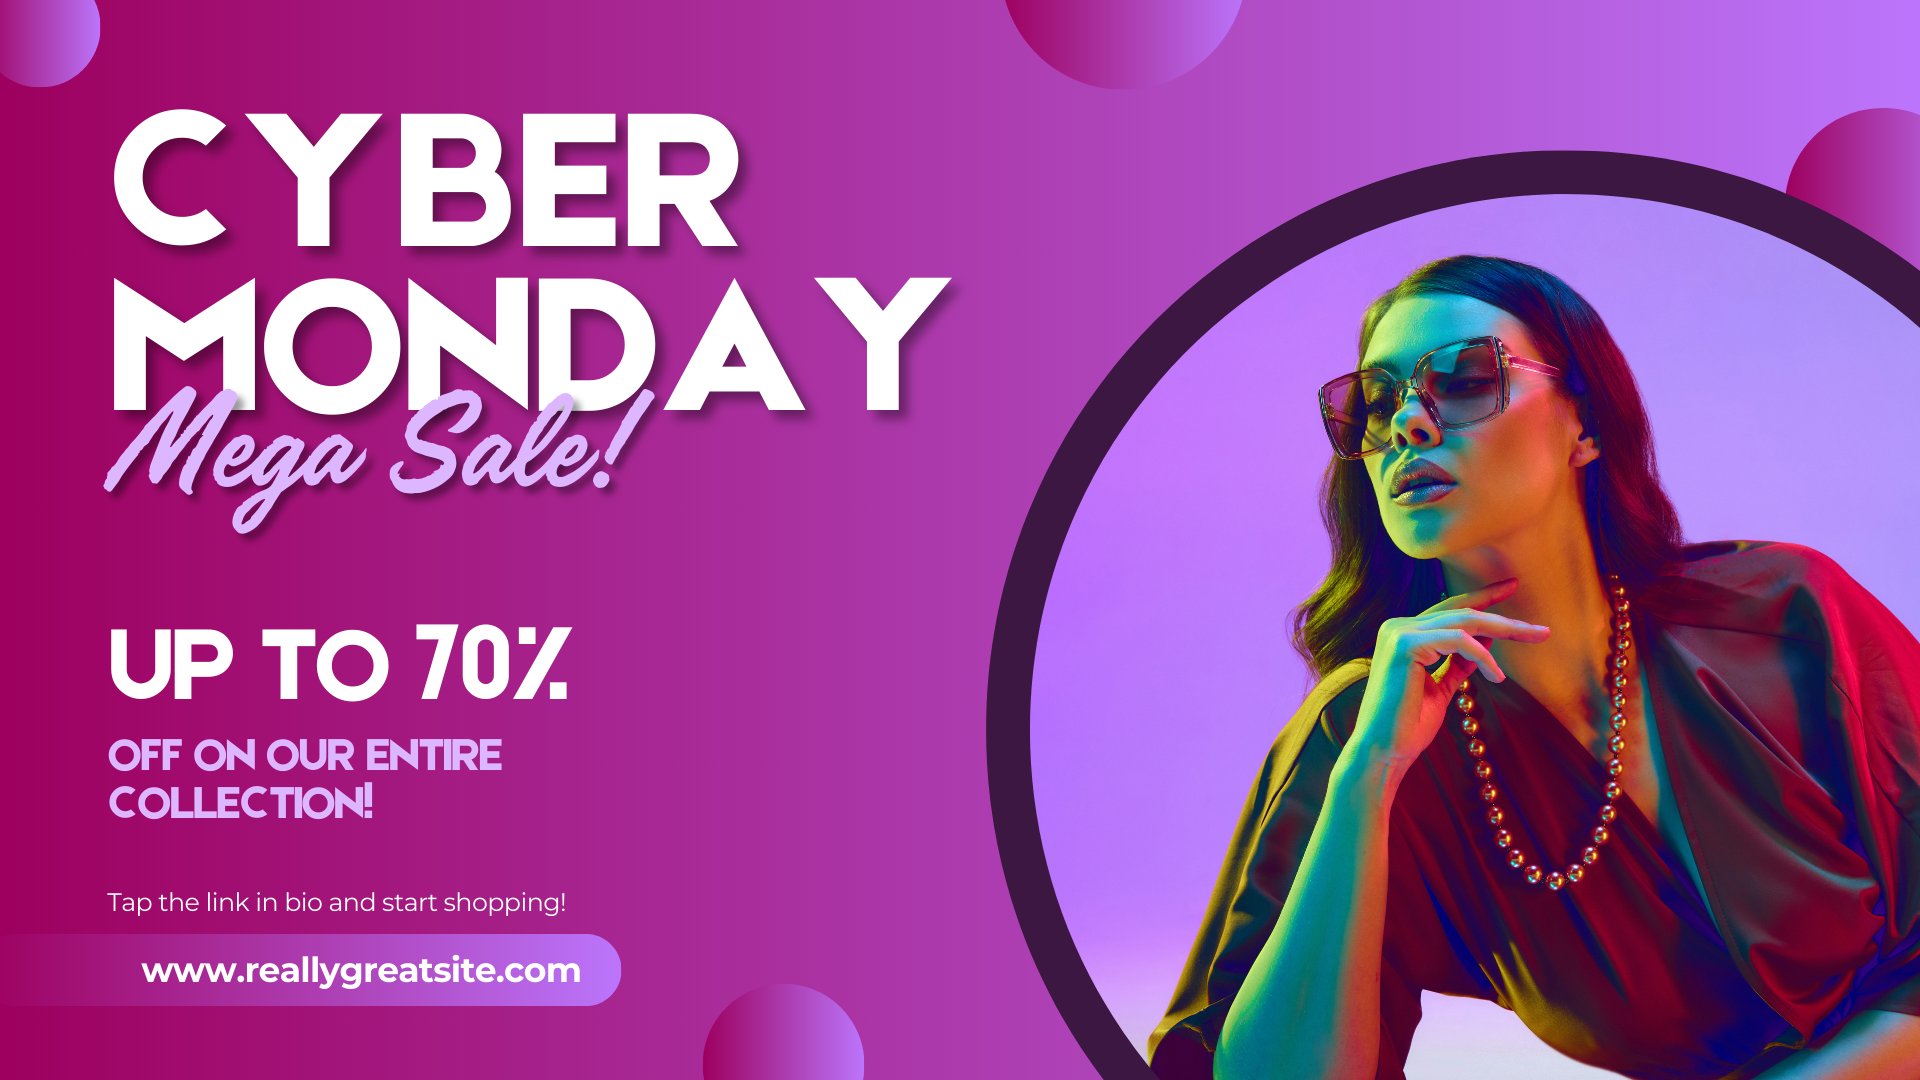 CYBER
MONDAY
Mega Sale!
UP TO 70%
OFF ON OUR ENTIRE
COLLECTION!
Tap the link in bio and start shopping!
www.reallygreatsite.com